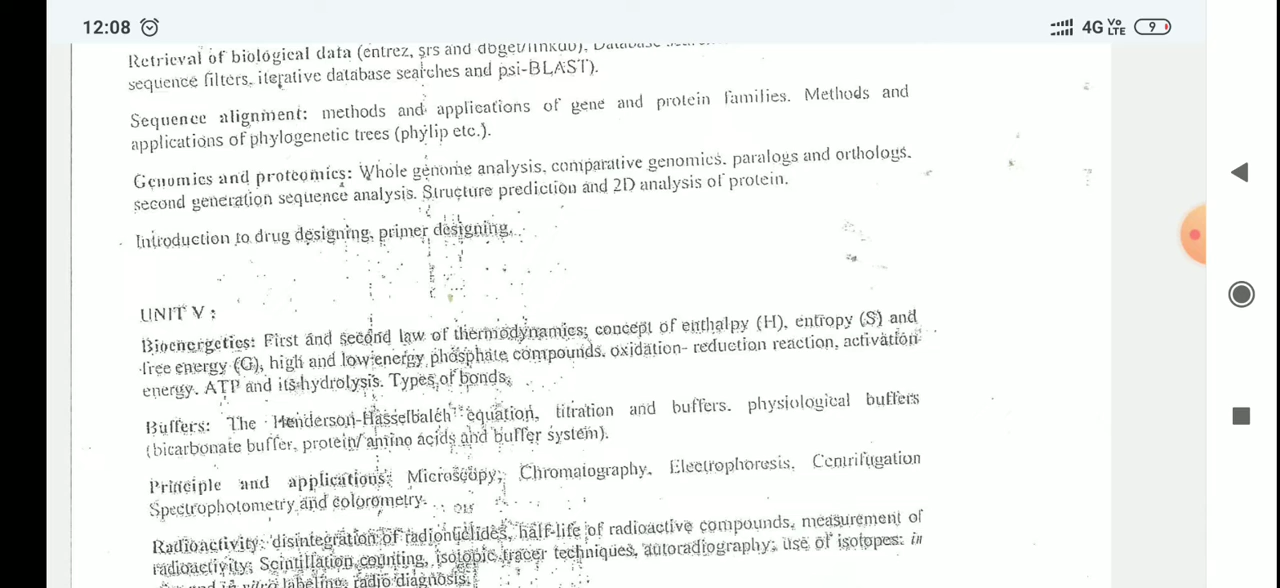 12:08
4G Vo LTE 9
Retrieval of biological data (entrez, srs and dbget/linkdb), Database
sequence filters, iterative database searches and psi-BLAST).
Sequence alignment: methods and applications of gene and protein families. Methods and
applications of phylogenetic trees (phylip etc.).
Genomics and proteomics: Whole genome analysis, comparative genomics, paralogs and orthologs,
second generation sequence analysis. Structure prediction and 2D analysis of protein.
Introduction to drug designing, primer designing.
UNIT V:
Bioenergetics: First and second law of thermodynamics; concept of enthalpy (H), entropy (S) and
free energy (G), high and low energy phosphate compounds, oxidation- reduction reaction, activation
energy. ATP and its hydrolysis. Types of bonds.
Buffers: The Henderson-Hasselbalch equation, titration and buffers, physiological buffers
(bicarbonate buffer, protein/ amino acids and buffer system).
Principle and applications: Microscopy; Chromatography, Electrophoresis, Centrifugation
Spectrophotometry and colorometry.
Radioactivity: disintegration of radionuclides, half-life of radioactive compounds, measurement of
radioactivity; Scintillation counting, isotopic tracer techniques, autoradiography; use of isotopes: in
and in vitro labeling, radio diagnosis.